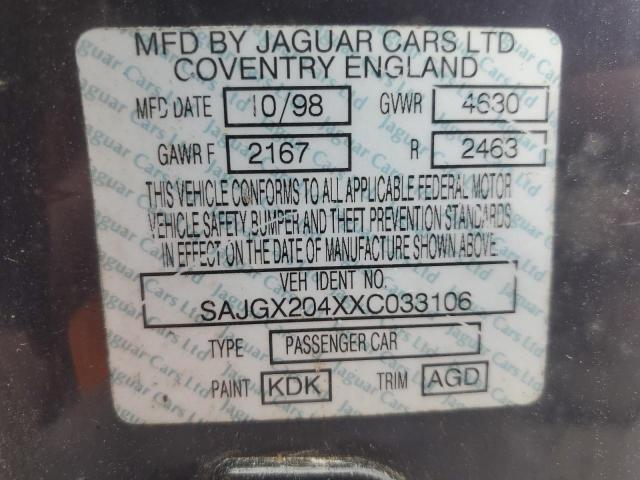 MFD BY JAGUAR CARS LTD
COVENTRY ENGLAND
MFD DATE 10/98 GVWR 4630
GAWR F 2167 R 2463
THIS VEHICLE CONFORMS TO ALL APPLICABLE FEDERAL MOTOR
VEHICLE SAFETY BUMPER AND THEFT PREVENTION STANDARDS
IN EFFECT ON THE DATE OF MANUFACTURE SHOWN ABOVE.
VEH IDENT NO.
SAJGX204XXC033106
TYPE PASSENGER CAR
PAINT KDK TRIM AGD